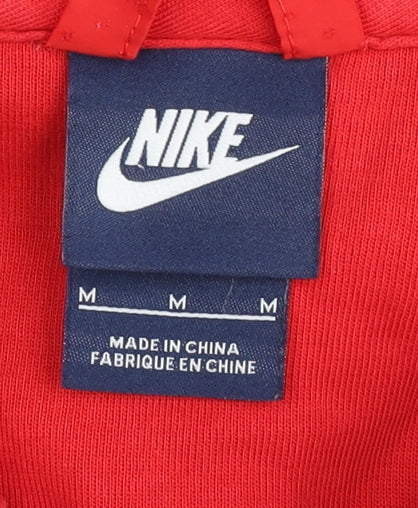 NIKE
M M M
MADE IN CHINA
FABRIQUE EN CHINE